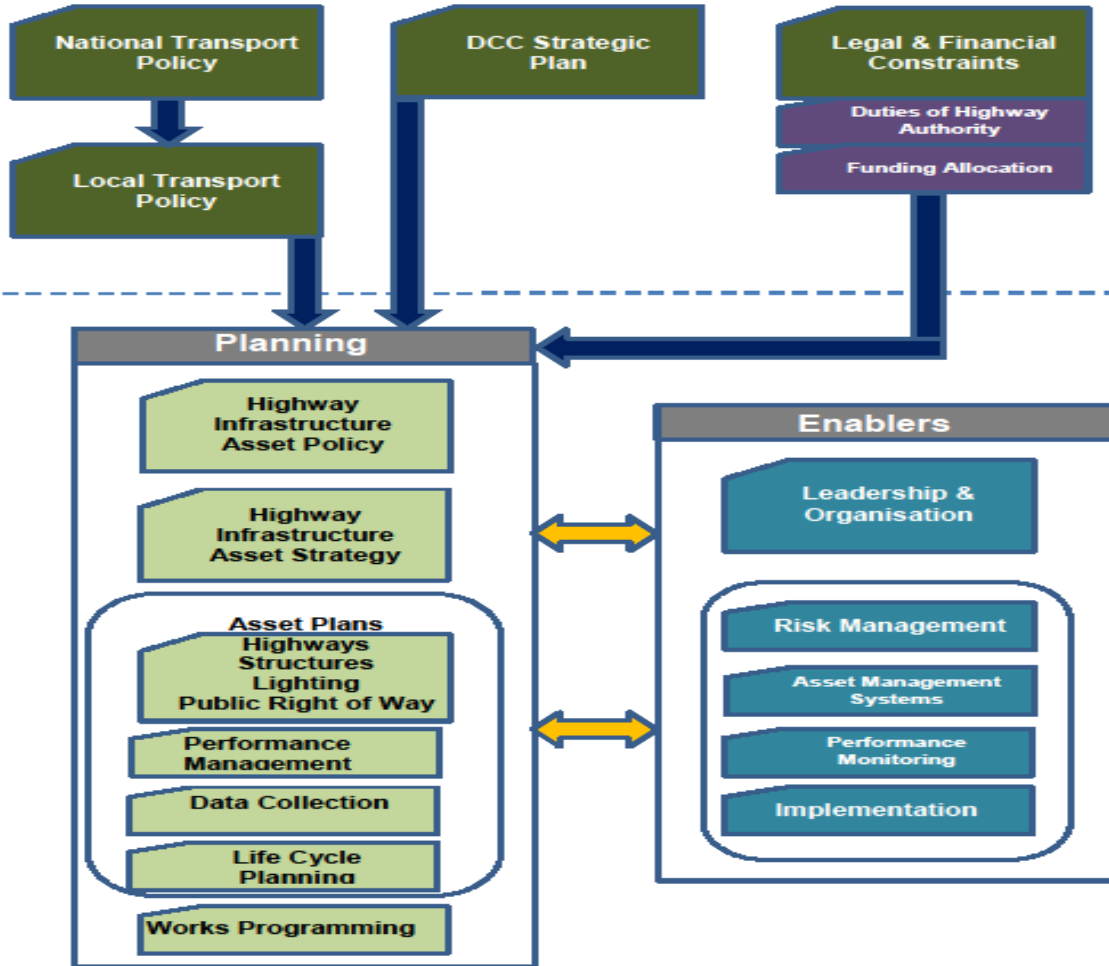 National Transport
Policy
DCC Strategic
Plan
Legal & Financial
Constraints
Duties of Highway
Authority
Funding Allocation
Local Transport
Policy
Planning
Highway
Infrastructure
Asset Policy
Highway
Infrastructure
Asset Strategy
Asset Plans
Highways
Structures
Lighting
Public Right of Way
Performance
Management
Data Collection
Life Cycle
Planning
Works Programming
Enablers
Leadership &
Organisation
Risk Management
Asset Management
Systems
Performance
Monitoring
Implementation